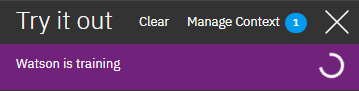 Try it out Clear Manage Context 1
Watson is training